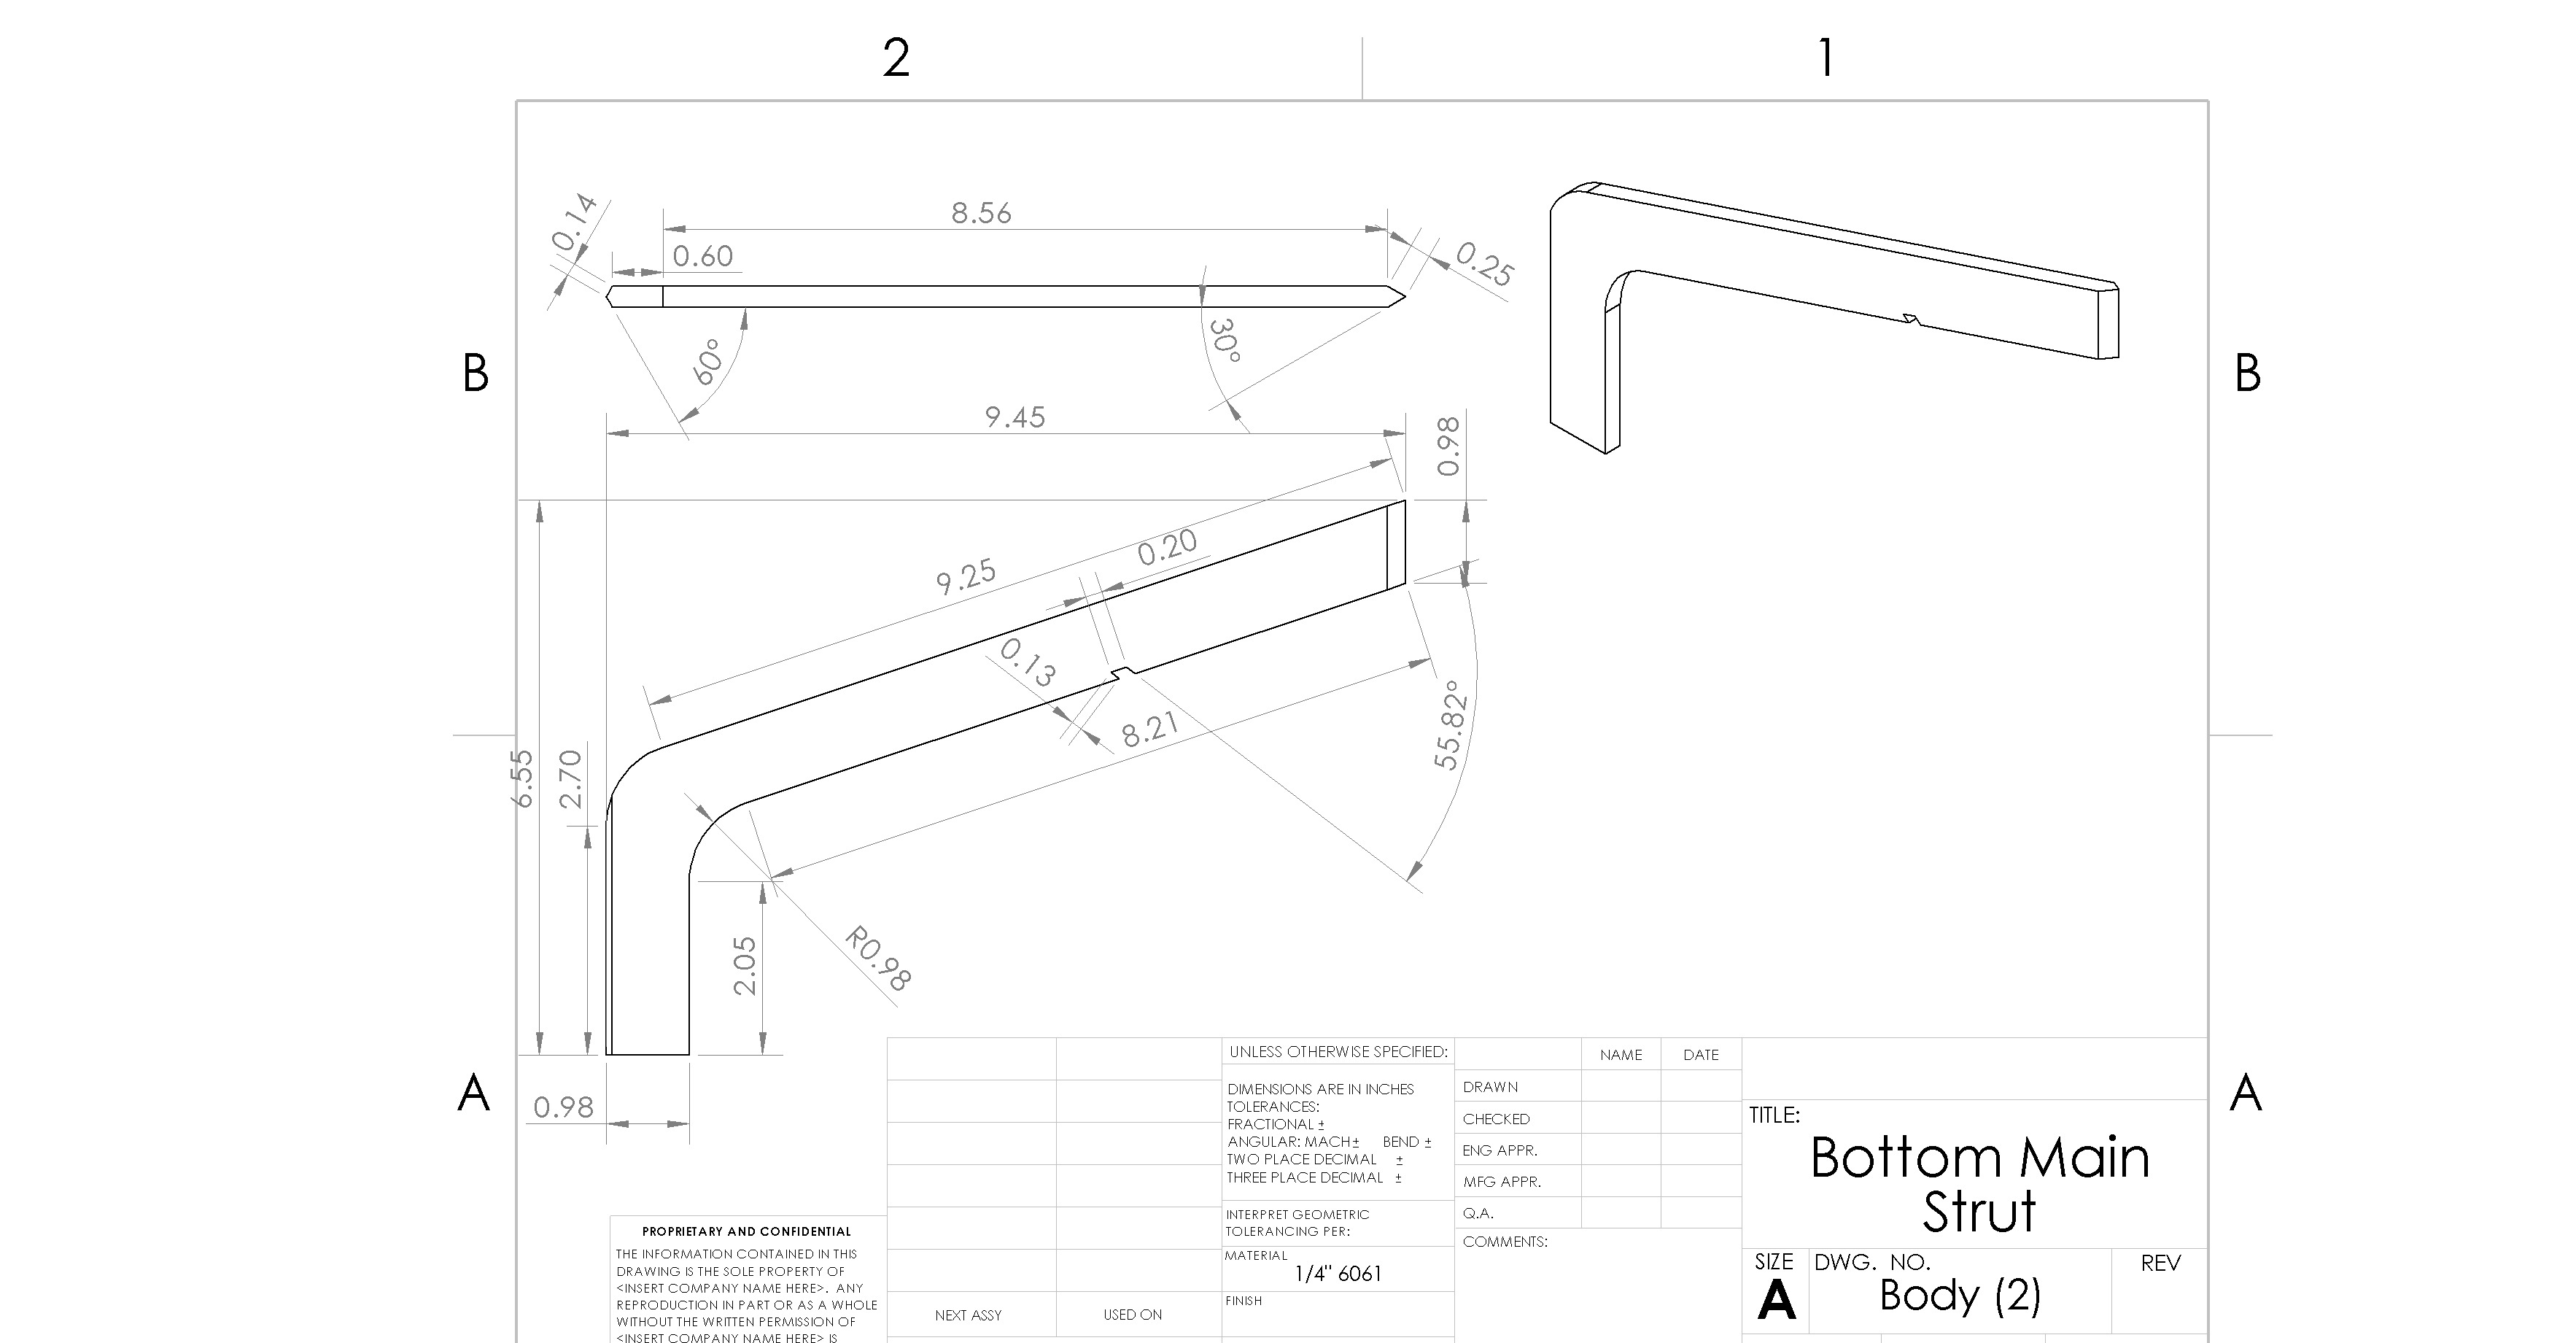 2
1
B
B
A
A
0.14
8.56
0.60
0.25
60°
30°
9.45
0.98
9.25
0.20
0.13
8.21
55.82°
6.55
2.70
2.05
R0.98
0.98
UNLESS OTHERWISE SPECIFIED:
DIMENSIONS ARE IN INCHES
TOLERANCES:
FRACTIONAL ±
ANGULAR: MACH± BEND ±
TWO PLACE DECIMAL ±
THREE PLACE DECIMAL ±
INTERPRET GEOMETRIC
TOLERANCING PER:
MATERIAL
1/4" 6061
FINISH
NAME DATE
DRAWN
CHECKED
ENG APPR.
MFG APPR.
Q.A.
COMMENTS:
TITLE:
Bottom Main
Strut
SIZE DWG. NO. REV
A Body (2)
PROPRIETARY AND CONFIDENTIAL
THE INFORMATION CONTAINED IN THIS
DRAWING IS THE SOLE PROPERTY OF
<INSERT COMPANY NAME HERE>. ANY
REPRODUCTION IN PART OR AS A WHOLE
WITHOUT THE WRITTEN PERMISSION OF
<INSERT COMPANY NAME HERE> IS
NEXT ASSY USED ON